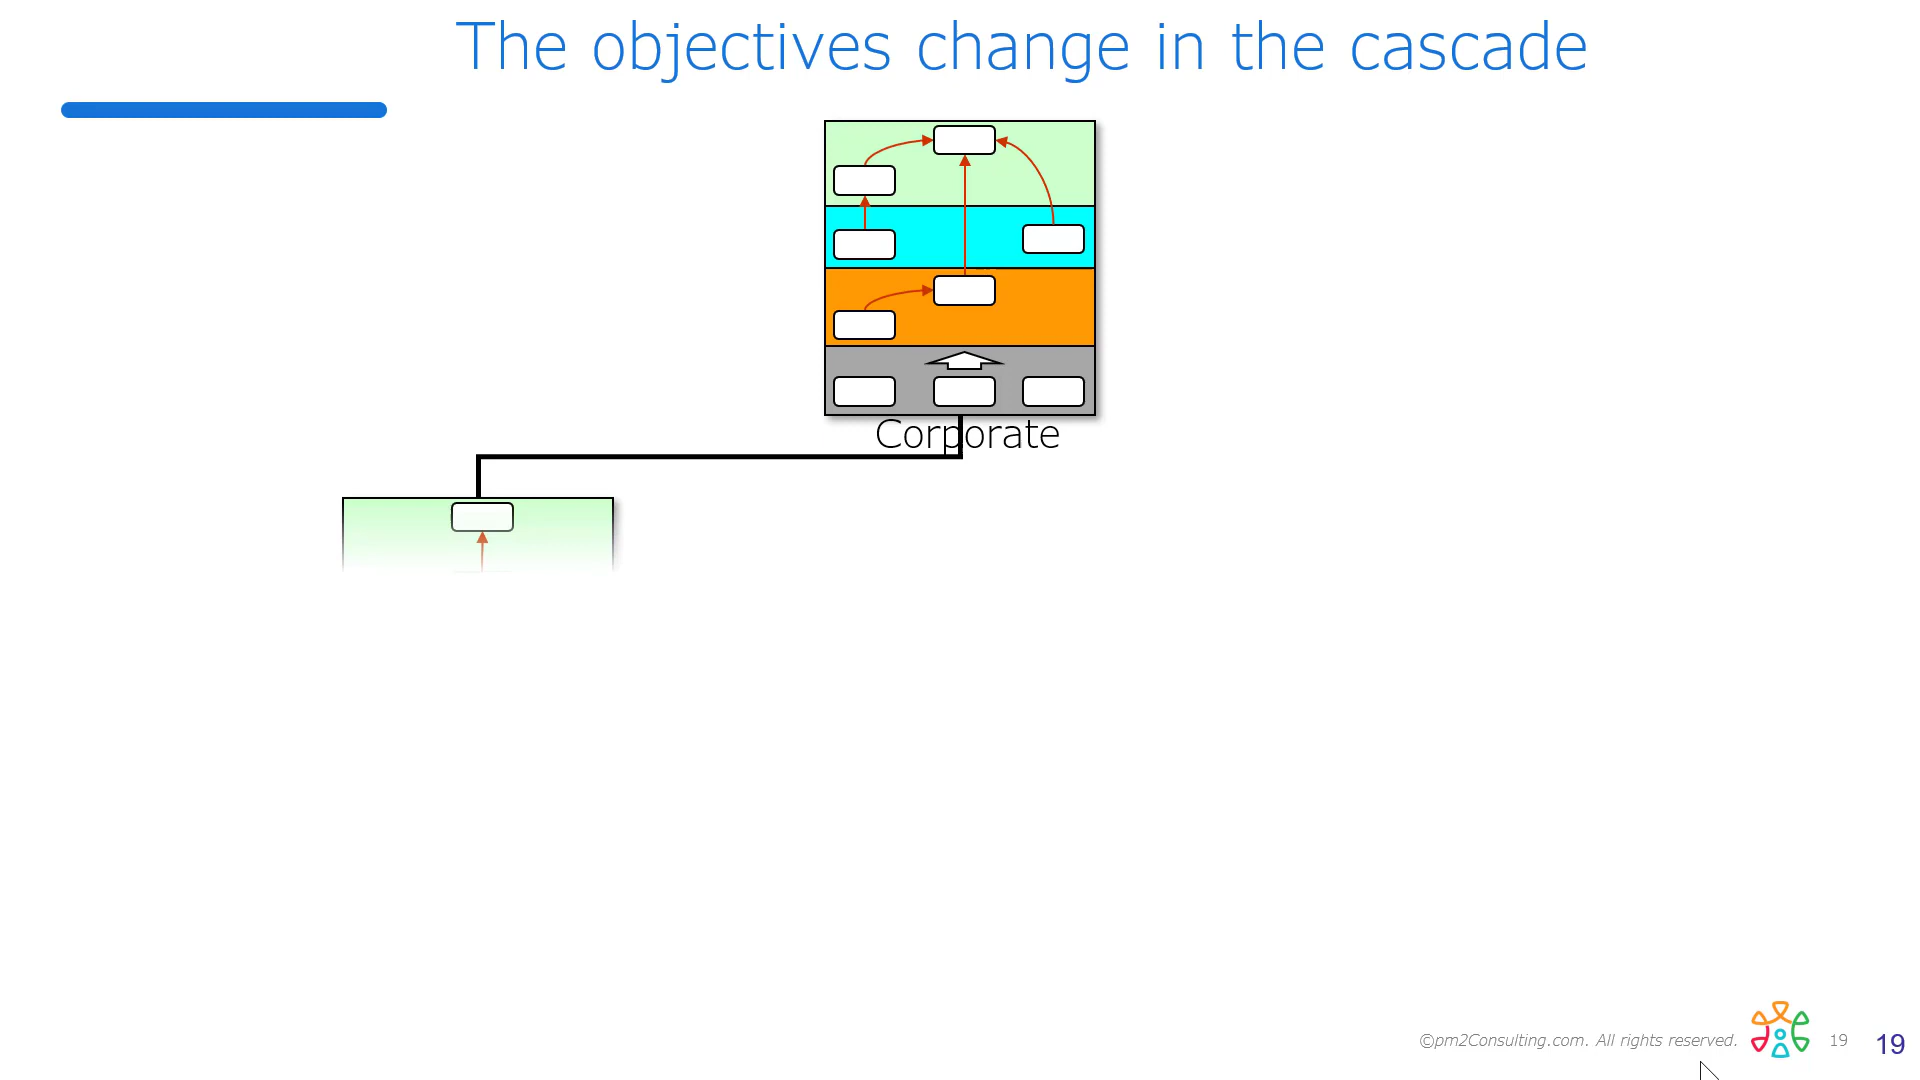 The objectives change in the cascade
Corporate
©pm2Consulting.com. All rights reserved.
19
19